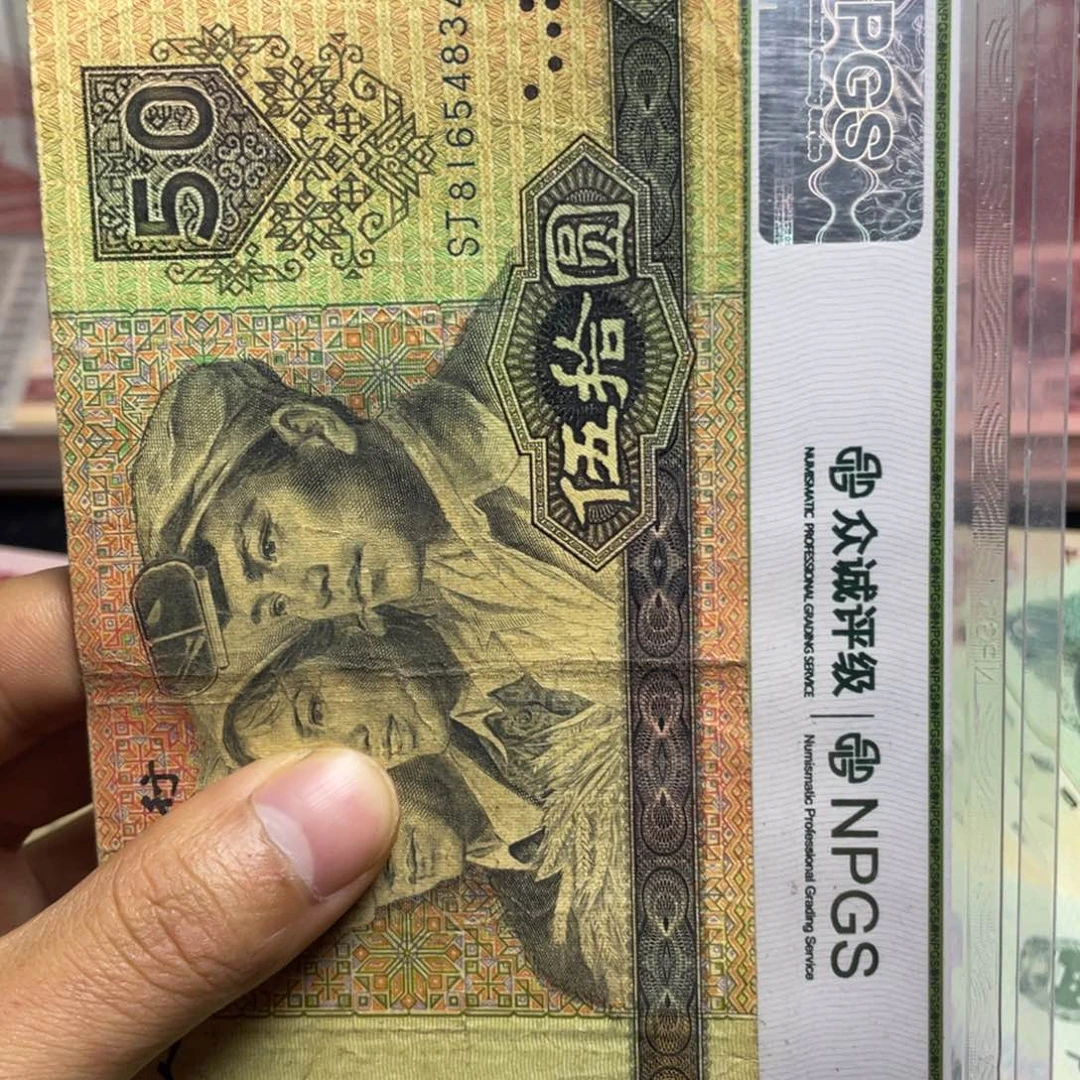 50
SJ8165483
伍拾圆
村
NPGS
众诚评级
NUMISMATIC PROFESSIONAL GRADING SERVICE
NPGS
Numismatic Professional Grading Service